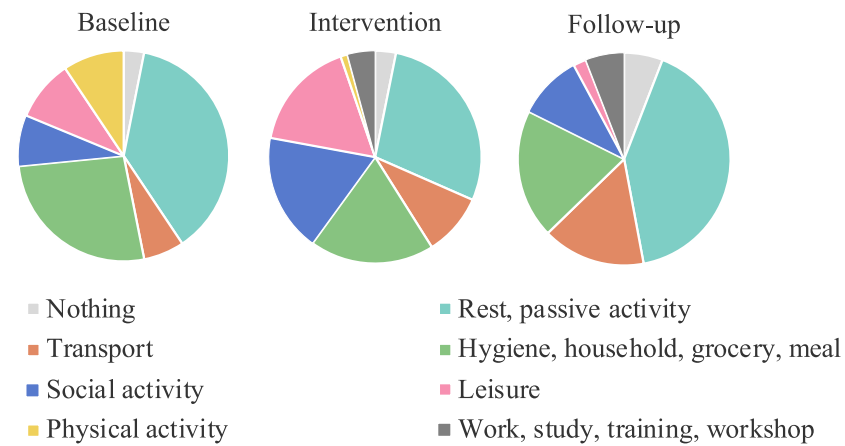 Baseline
Intervention
Follow-up
Nothing
Rest, passive activity
Transport
Hygiene, household, grocery, meal
Social activity
Leisure
Physical activity
Work, study, training, workshop